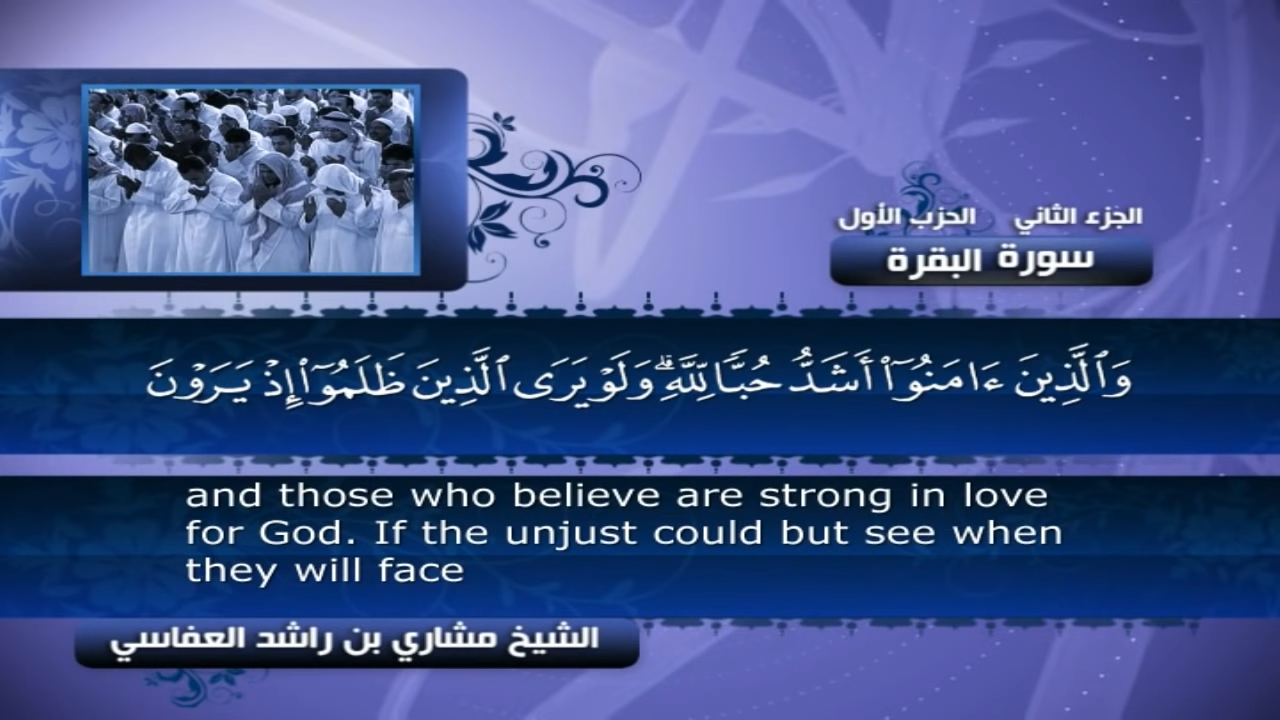 الجزء الثاني الحزب الأول
سورة البقرة
وَٱلَّذِينَ ءَامَنُوٓا۟ أَشَدُّ حُبًّا لِّلَّهِ ۗ وَلَوْ يَرَى ٱلَّذِينَ ظَلَمُوٓا۟ إِذْ يَرَوْنَ
and those who believe are strong in love
for God. If the unjust could but see when
they will face
الشيخ مشاري بن راشد العفاسي